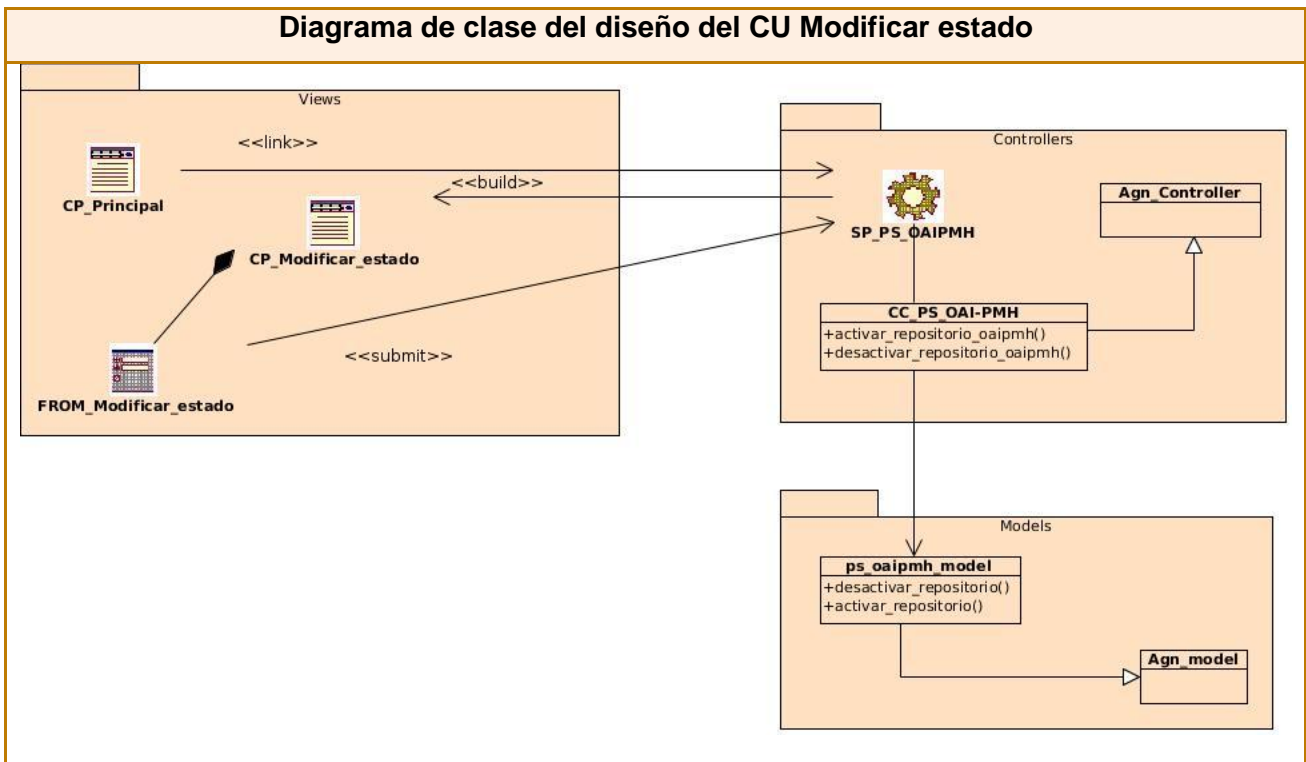 Diagrama de clase del diseño del CU Modificar estado
Views
<<link>>
CP_Principal
<<build>>
CP_Modificar_estado
<<submit>>
FROM_Modificar_estado
Controllers
SP_PS_OAIPMH
Agn_Controller
CC_PS_OAI-PMH
+activar_repositorio_oaipmh()
+desactivar_repositorio_oaipmh()
Models
ps_oaipmh_model
+desactivar_repositorio()
+activar_repositorio()
Agn_model